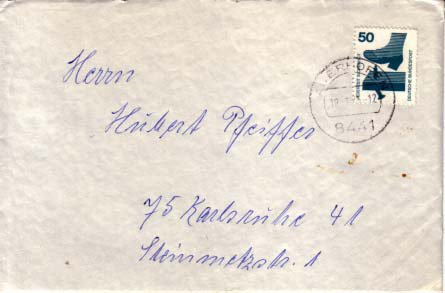 50
DEUTSCHE BUNDESPOST
8441
Herrn
Hubert Pfeiffer
75 Karlsruhe 41
Steinmetzstr. 1